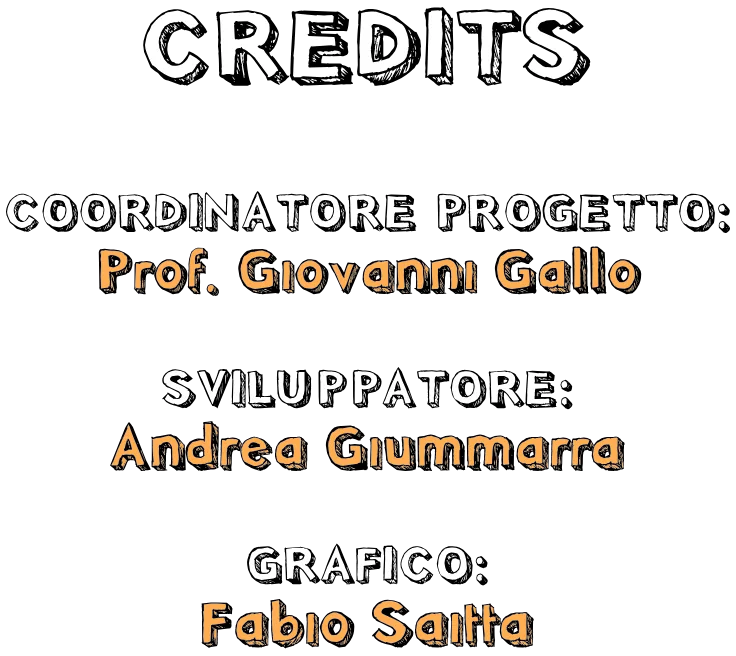 CREDITS
COORDINATORE PROGETTO:
Prof. Giovanni Gallo
SVILUPPATORE:
Andrea Giummarra
GRAFICO:
Fabio Saitta